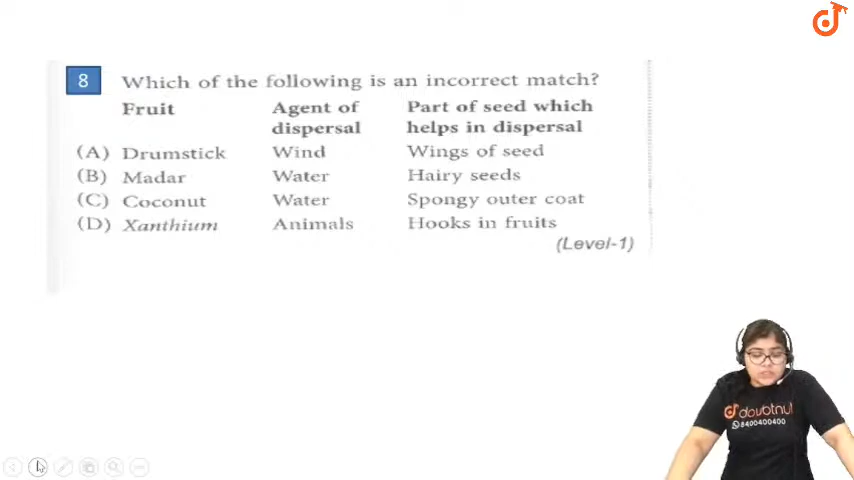 8 Which of the following is an incorrect match?
Fruit Agent of dispersal Part of seed which helps in dispersal
(A) Drumstick Wind Wings of seed
(B) Madar Water Hairy seeds
(C) Coconut Water Spongy outer coat
(D) Xanthium Animals Hooks in fruits
(Level-1)
doubtnut
8400400400